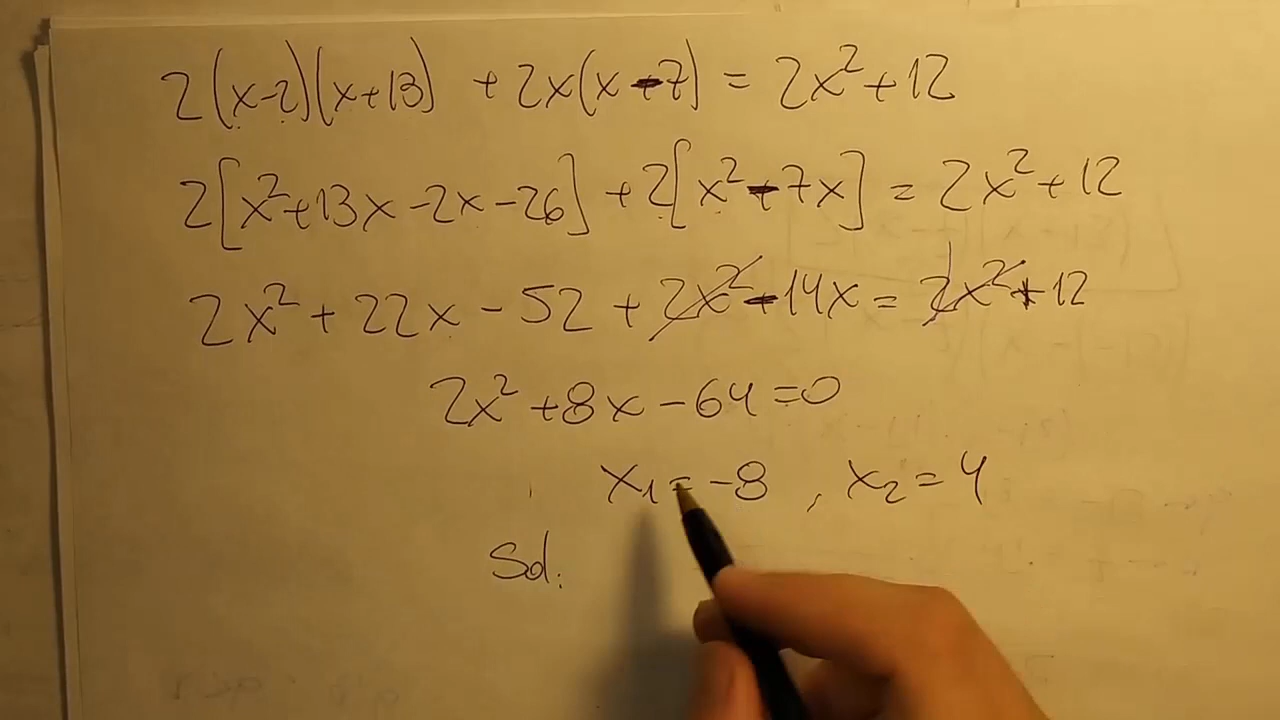 2(x-2)(x+13) + 2x(x-7) = 2x²+12
2[x²+13x-2x-26] + 2[x²-7x] = 2x²+12
2x²+22x-52+2x²-14x = 2x²+12
2x²+8x-64=0
x₁=-8 , x₂=4
Sol.